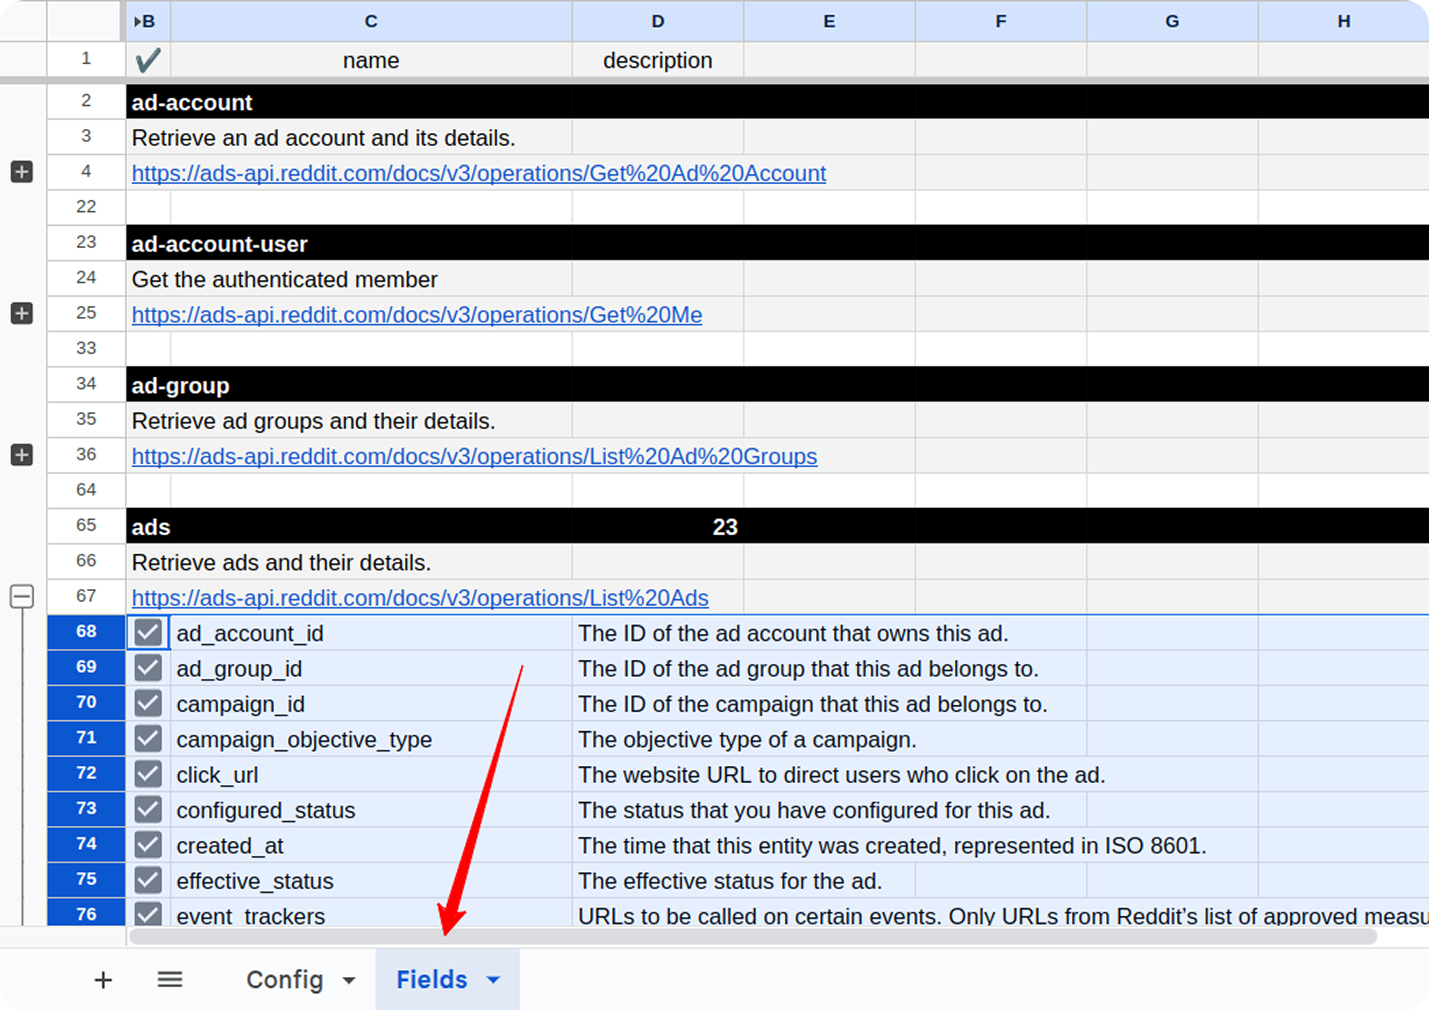 B C D E F G H
1 ✔ name description
2 ad-account
3 Retrieve an ad account and its details.
4 https://ads-api.reddit.com/docs/v3/operations/Get%20Ad%20Account
22
23 ad-account-user
24 Get the authenticated member
25 https://ads-api.reddit.com/docs/v3/operations/Get%20Me
33
34 ad-group
35 Retrieve ad groups and their details.
36 https://ads-api.reddit.com/docs/v3/operations/List%20Ad%20Groups
64
65 ads 23
66 Retrieve ads and their details.
67 https://ads-api.reddit.com/docs/v3/operations/List%20Ads
68 ad_account_id The ID of the ad account that owns this ad.
69 ad_group_id The ID of the ad group that this ad belongs to.
70 campaign_id The ID of the campaign that this ad belongs to.
71 campaign_objective_type The objective type of a campaign.
72 click_url The website URL to direct users who click on the ad.
73 configured_status The status that you have configured for this ad.
74 created_at The time that this entity was created, represented in ISO 8601.
75 effective_status The effective status for the ad.
76 event_trackers URLs to be called on certain events. Only URLs from Reddit’s list of approved measu
+ Config Fields